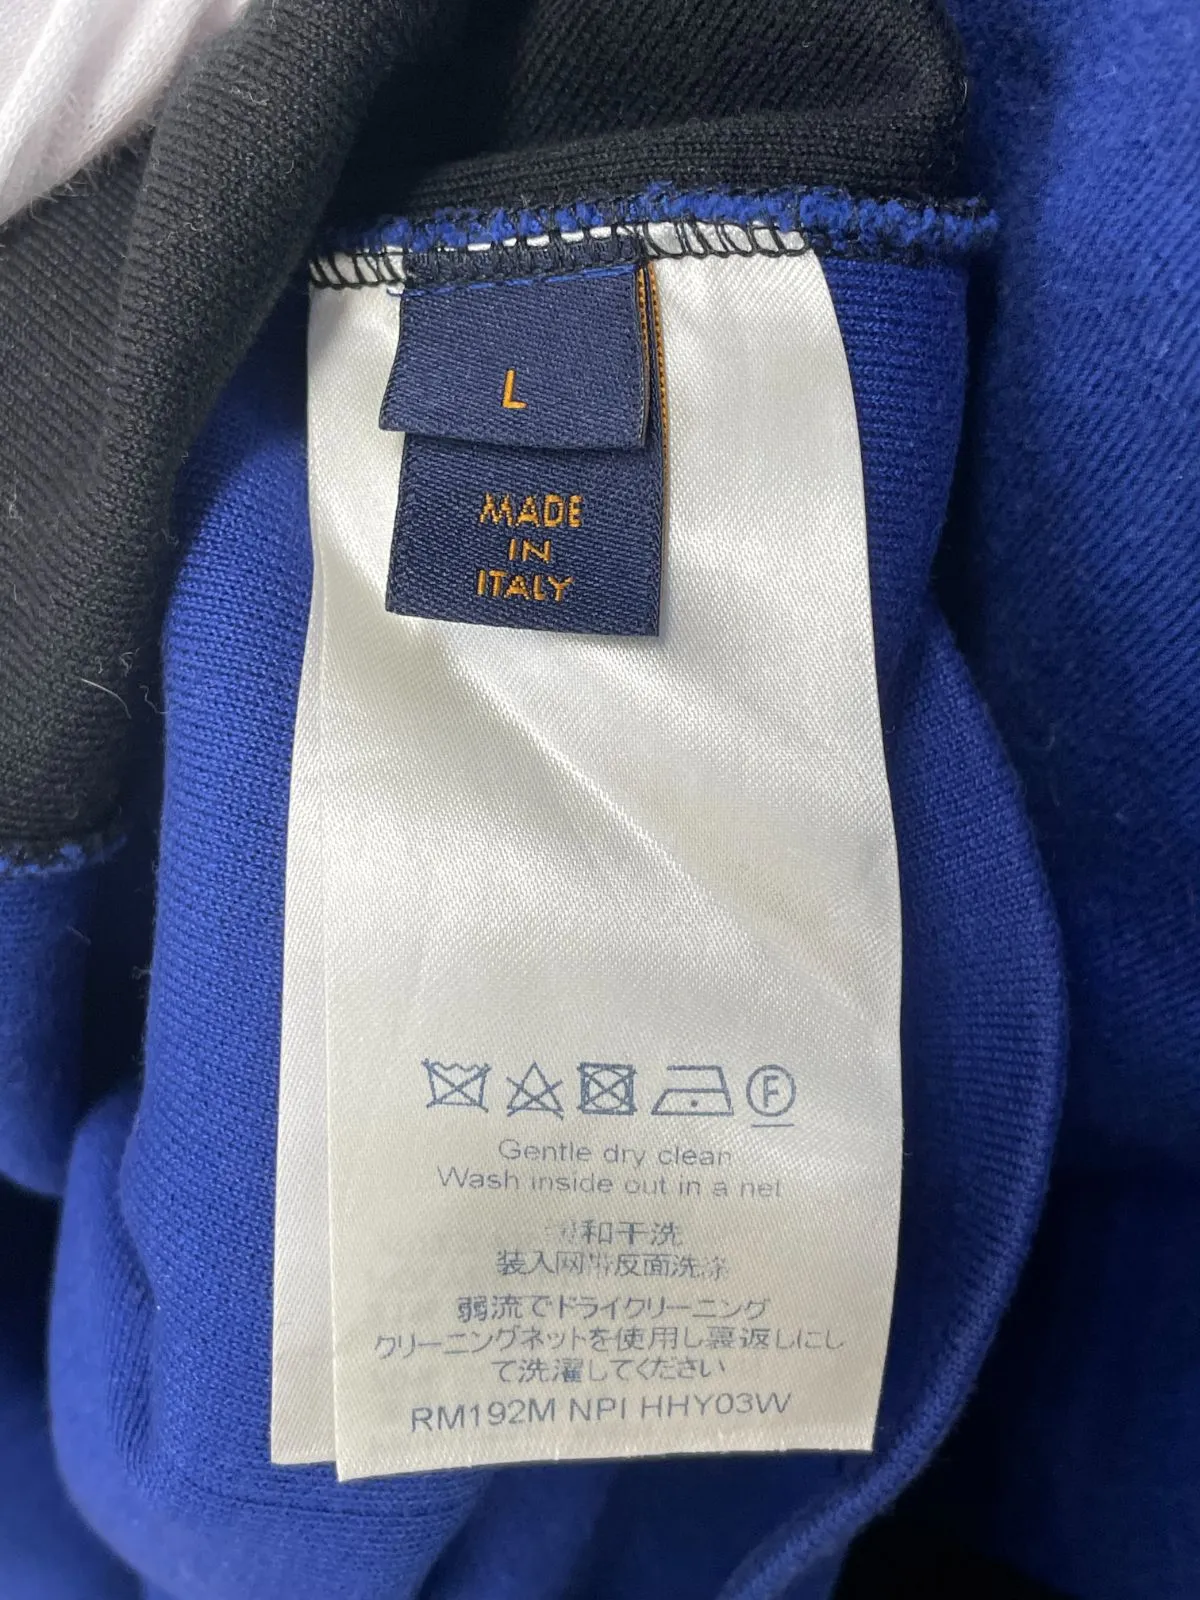 L
MADE
IN
ITALY
F
Gentle dry clean
Wash inside out in a net
和干洗
装入网带反面洗涤
弱流でドライクリーニング
クリーニングネットを使用し裏返しにし
て洗濯してください
RM192M NPI HHY03W